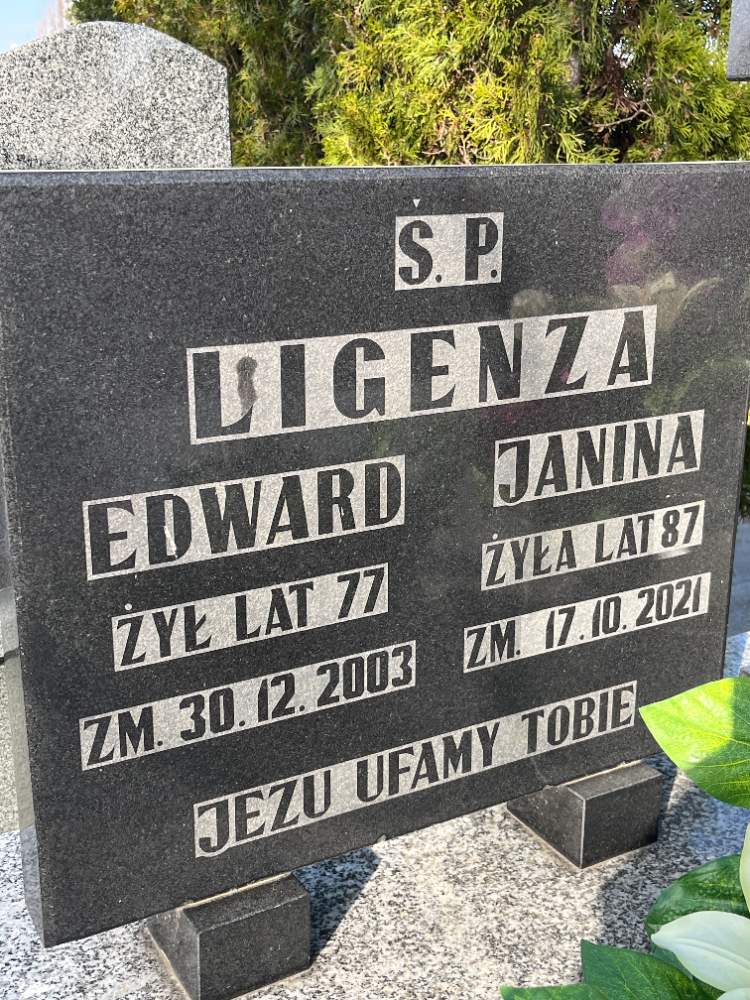 Ś. P.
LIGENZA
EDWARD
ŻYŁ LAT 77
ZM. 30.12.2003
JANINA
ŻYŁA LAT 87
ZM. 17.10.2021
JEZU UFAMY TOBIE